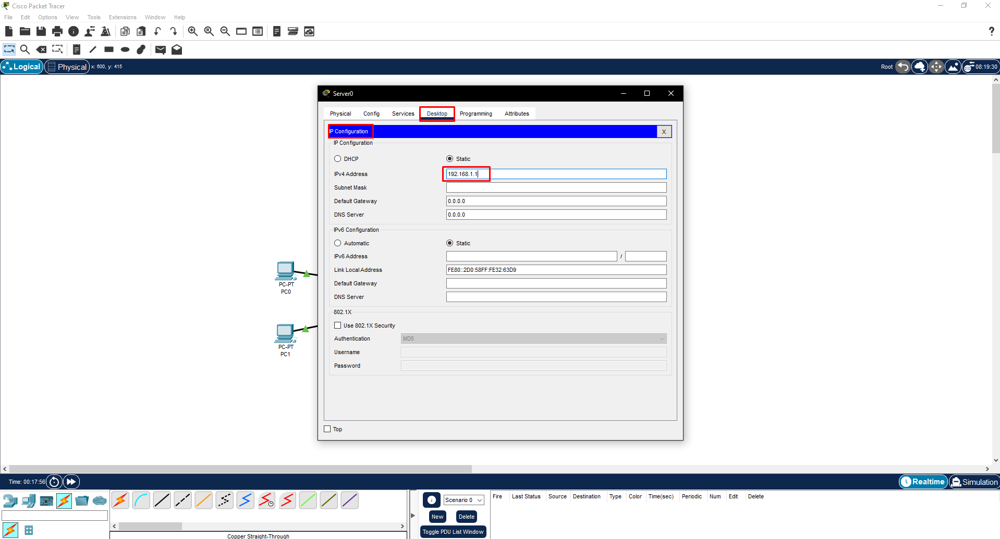 Cisco Packet Tracer
File Edit Options View Tools Extensions Window Help
?
Logical Physical x: 600, y: 415 Root 08:19:30
Server0
Physical Config Services Desktop Programming Attributes
IP Configuration X
IP Configuration
DHCP Static
IPv4 Address 192.168.1.1
Subnet Mask
Default Gateway 0.0.0.0
DNS Server 0.0.0.0
IPv6 Configuration
Automatic Static
IPv6 Address /
Link Local Address FE80::2D0:58FF:FE32:63D9
Default Gateway
DNS Server
802.1X
Use 802.1X Security
Authentication MD5
Username
Password
Top
PC-PT
PC0
PC-PT
PC1
Time: 00:17:56 Realtime Simulation
Scenario 0
New Delete
Toggle PDU List Window
Fire Last Status Source Destination Type Color Time(sec) Periodic Num Edit Delete
Copper Straight-Through